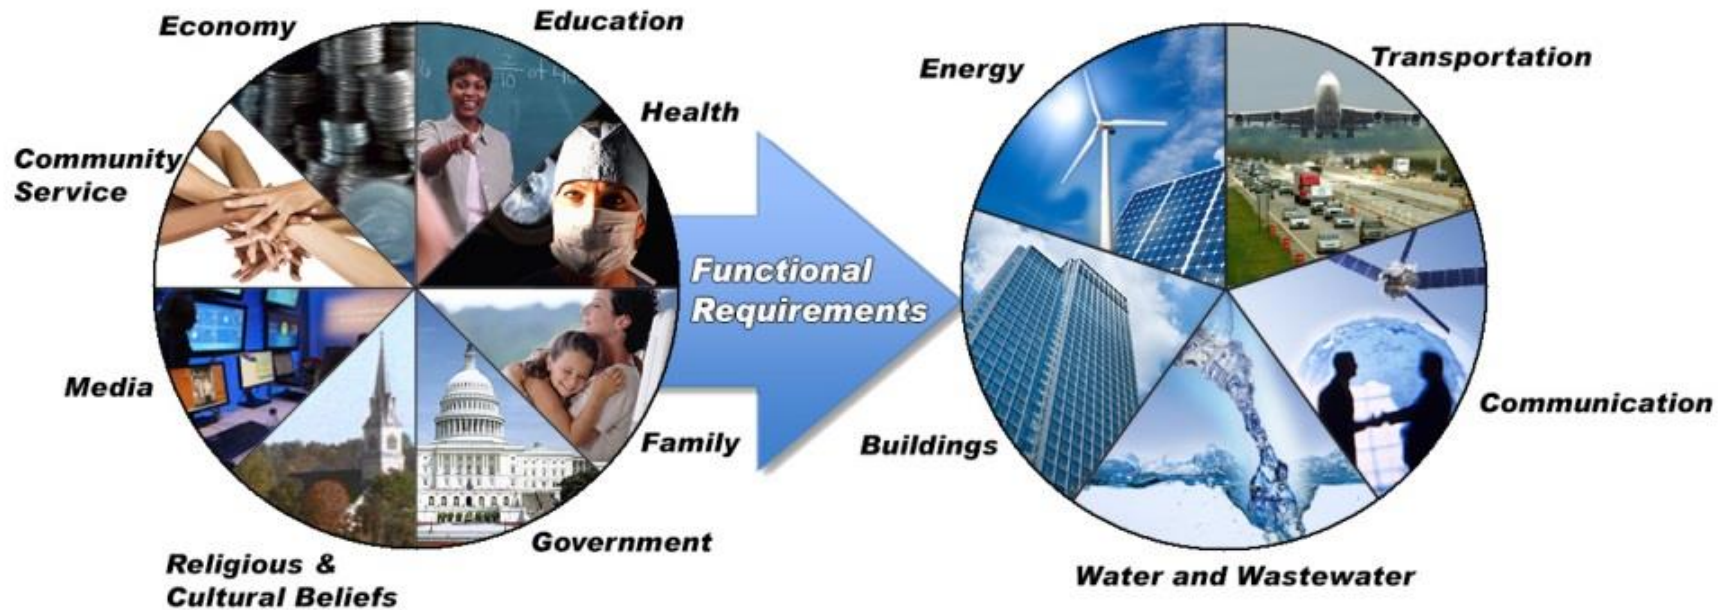 Economy
Education
Health
Community
Service
Media
Religious &
Cultural Beliefs
Government
Family
Functional
Requirements
Energy
Transportation
Buildings
Communication
Water and Wastewater